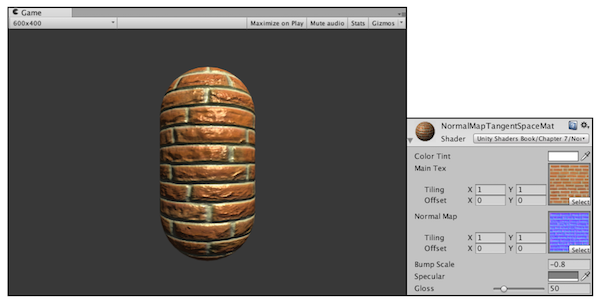 Game
600x400
Maximize on Play Mute audio Stats Gizmos
NormalMapTangentSpaceMat
Shader Unity Shaders Book/Chapter 7/Nor
Color Tint
Main Tex
Tiling X 1 Y 1
Offset X 0 Y 0
Select
Normal Map
Tiling X 1 Y 1
Offset X 0 Y 0
Select
Bump Scale -0.8
Specular
Gloss 50